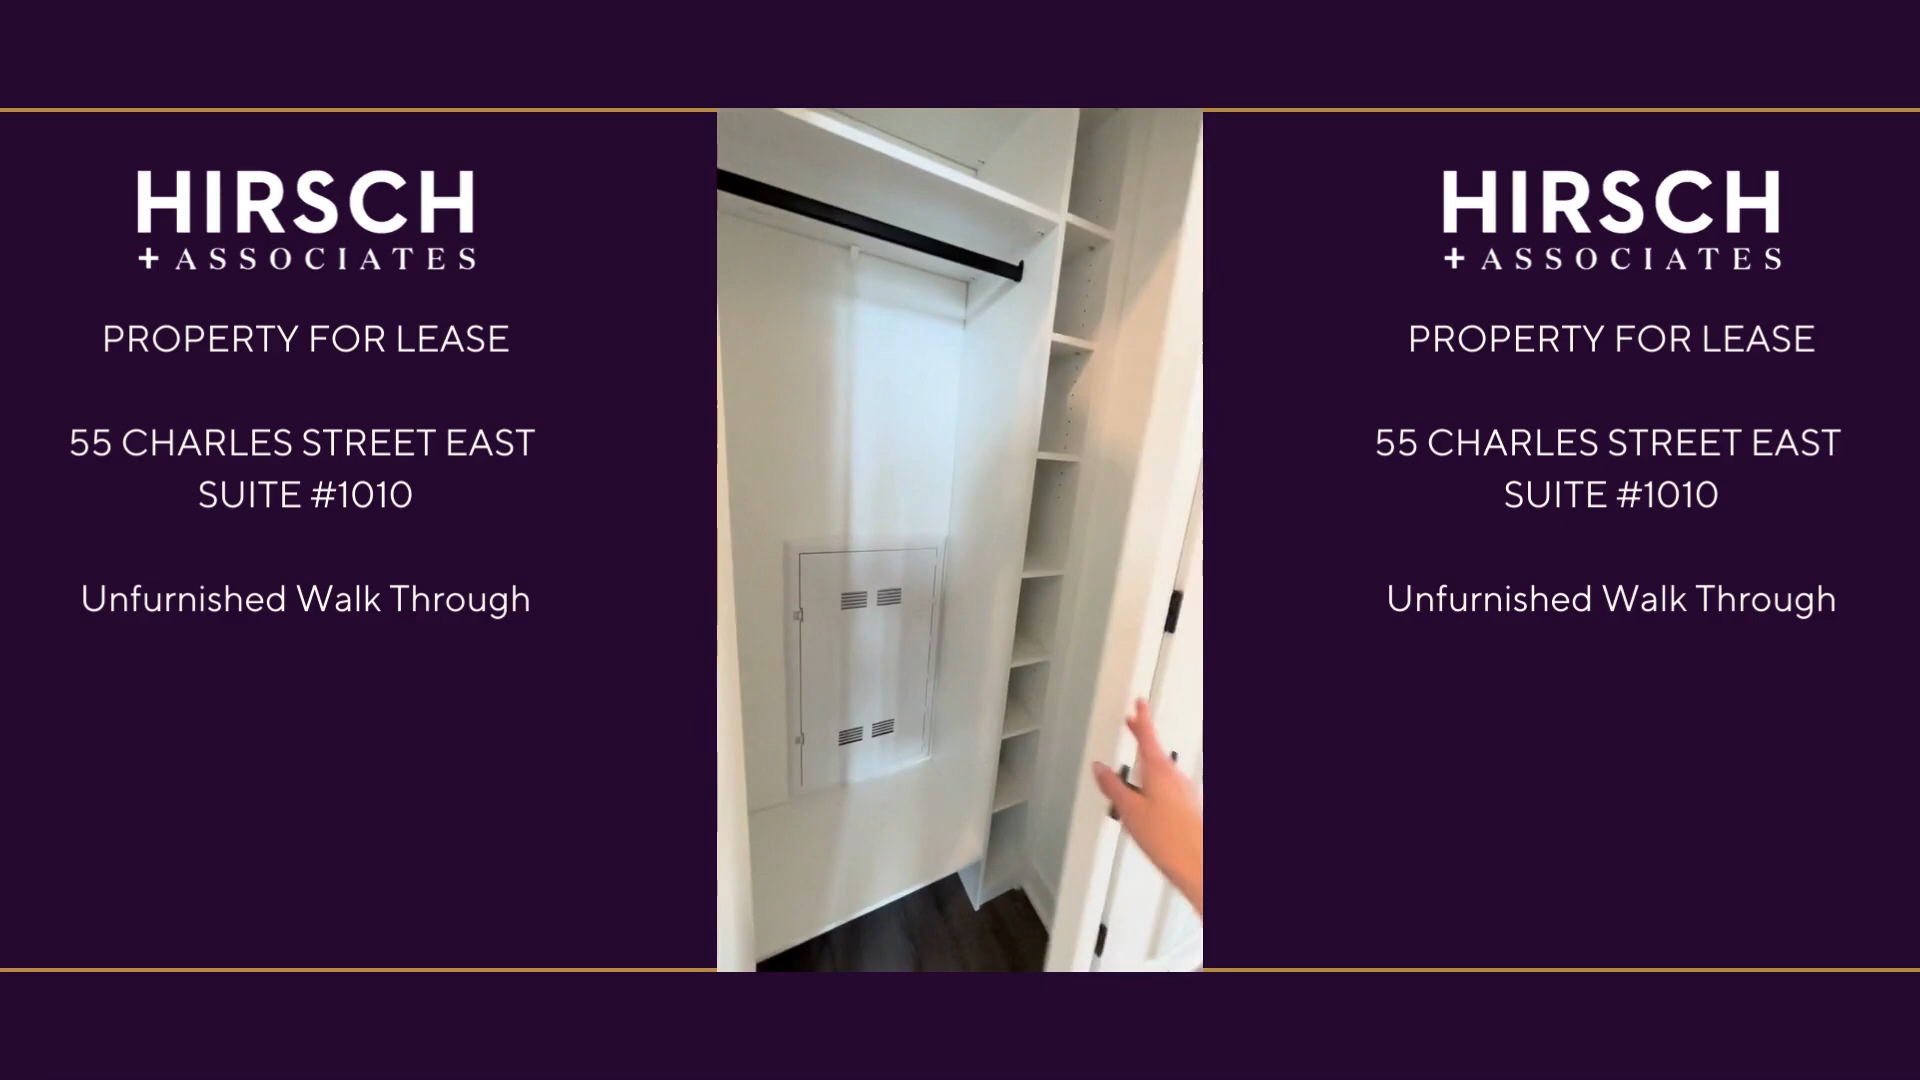 HIRSCH
+ ASSOCIATES
PROPERTY FOR LEASE
55 CHARLES STREET EAST
SUITE #1010
Unfurnished Walk Through
HIRSCH
+ ASSOCIATES
PROPERTY FOR LEASE
55 CHARLES STREET EAST
SUITE #1010
Unfurnished Walk Through